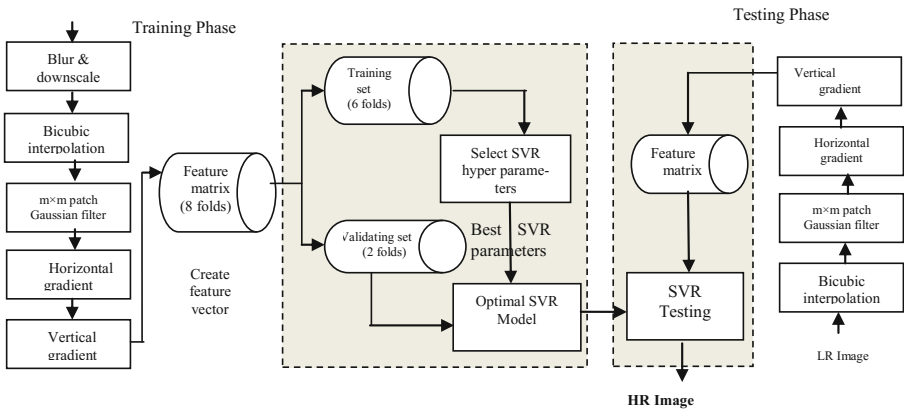 Training Phase
Blur &
downscale
Bicubic
interpolation
m×m patch
Gaussian filter
Horizontal
gradient
Vertical
gradient
Feature
matrix
(8 folds)
Create
feature
vector
Training
set
(6 folds)
Select SVR
hyper parame-
ters
Validating set
(2 folds)
Best SVR
parameters
Optimal SVR
Model
Testing Phase
Vertical
gradient
Horizontal
gradient
m×m patch
Gaussian filter
Bicubic
interpolation
LR Image
Feature
matrix
SVR
Testing
HR Image